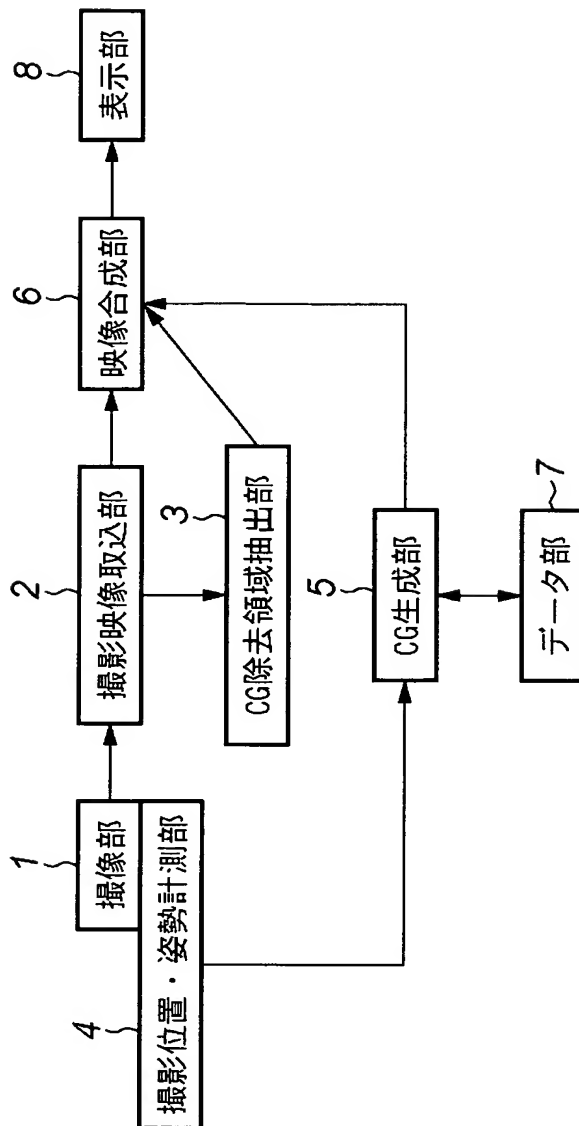 1
撮像部
4
撮影位置・姿勢計測部
2
撮影映像取込部
3
CG除去領域抽出部
5
CG生成部
7
データ部
6
映像合成部
8
表示部